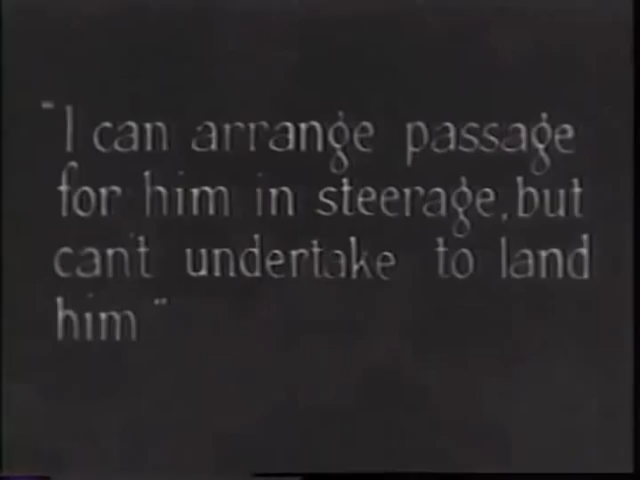 "I can arrange passage
for him in steerage, but
can't undertake to land
him"